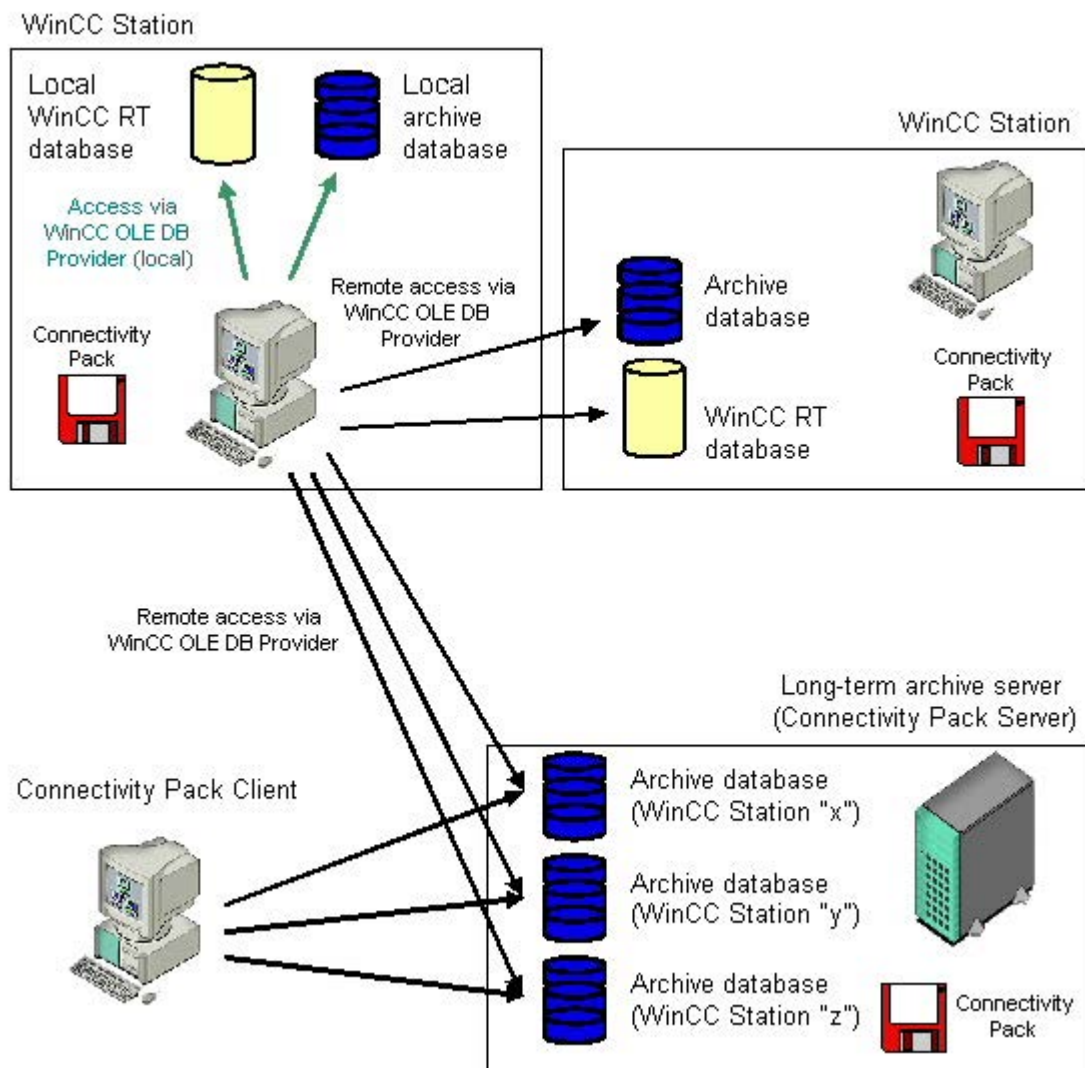 WinCC Station
Local
WinCC RT
database
Local
archive
database
Access via
WinCC OLE DB
Provider (local)
Connectivity
Pack
Remote access via
WinCC OLE DB
Provider
WinCC Station
Archive
database
WinCC RT
database
Connectivity
Pack
Remote access via
WinCC OLE DB Provider
Long-term archive server
(Connectivity Pack Server)
Connectivity Pack Client
Archive database
(WinCC Station "x")
Archive database
(WinCC Station "y")
Archive database
(WinCC Station "z")
Connectivity
Pack